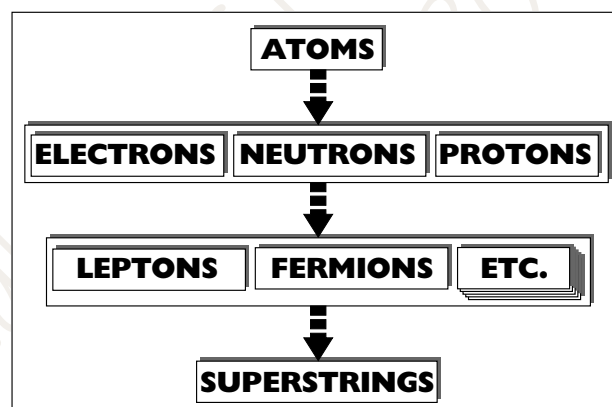 ATOMS
ELECTRONS NEUTRONS PROTONS
LEPTONS FERMIONS ETC.
SUPERSTRINGS